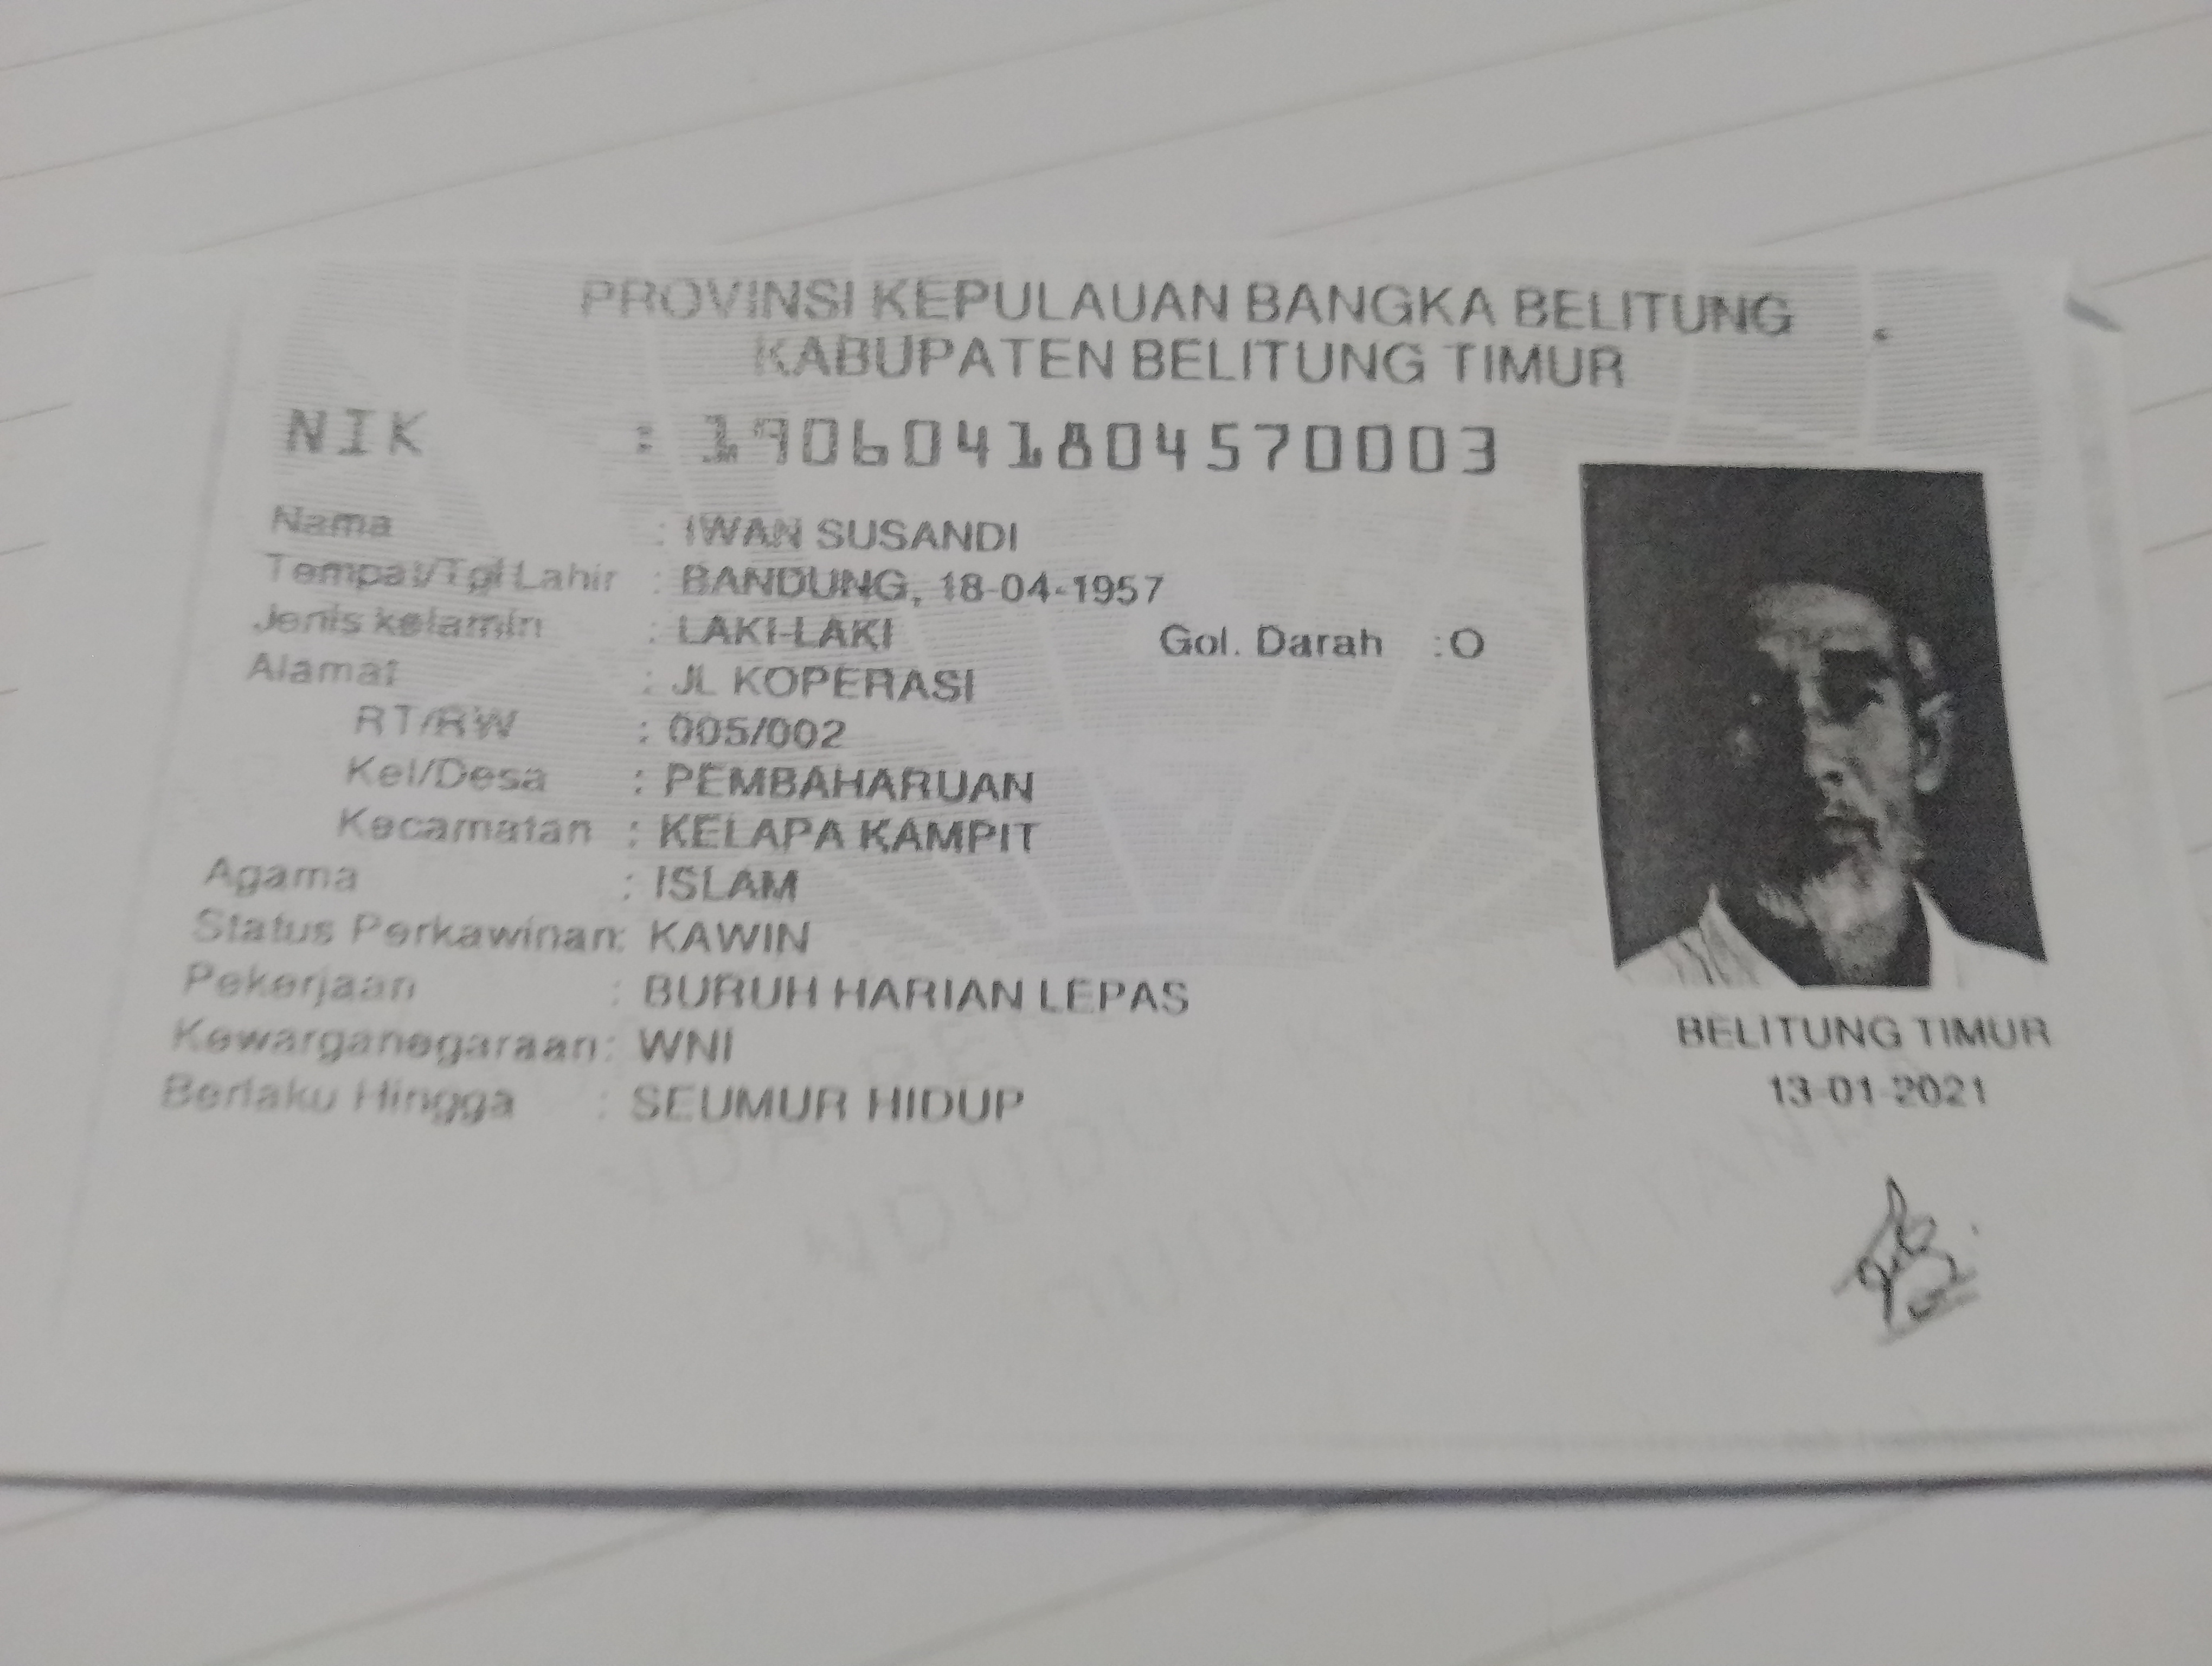 PROVINSI KEPULAUAN BANGKA BELITUNG
KABUPATEN BELITUNG TIMUR
NIK : 1906041804570003
Nama : IWAN SUSANDI
Tempat/Tgl Lahir : BANDUNG, 18-04-1957
Jenis kelamin : LAKI-LAKI Gol. Darah :O
Alamat : JL KOPERASI
RT/RW : 005/002
Kel/Desa : PEMBAHARUAN
Kecamatan : KELAPA KAMPIT
Agama : ISLAM
Status Perkawinan: KAWIN
Pekerjaan : BURUH HARIAN LEPAS
Kewarganegaraan: WNI
Berlaku Hingga : SEUMUR HIDUP
BELITUNG TIMUR
13-01-2021